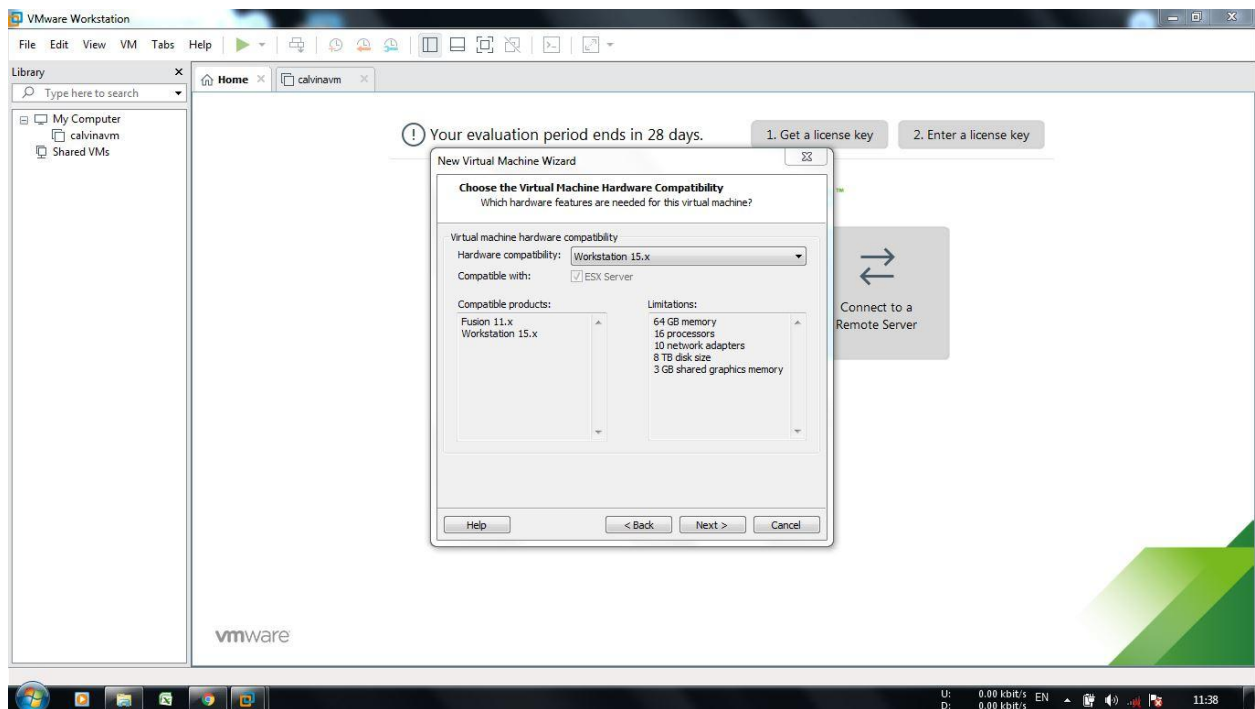 VMware Workstation
File Edit View VM Tabs Help
Library
Type here to search
My Computer
calvinavm
Shared VMs
Home
calvinavm
Your evaluation period ends in 28 days.
1. Get a license key
2. Enter a license key
™
New Virtual Machine Wizard
Choose the Virtual Machine Hardware Compatibility
Which hardware features are needed for this virtual machine?
Virtual machine hardware compatibility
Hardware compatibility: Workstation 15.x
Compatible with: ESX Server
Compatible products:
Fusion 11.x
Workstation 15.x
Limitations:
64 GB memory
16 processors
10 network adapters
8 TB disk size
3 GB shared graphics memory
Help
< Back
Next >
Cancel
Connect to a
Remote Server
vmware
U: 0.00 kbit/s
D: 0.00 kbit/s
EN
11:38